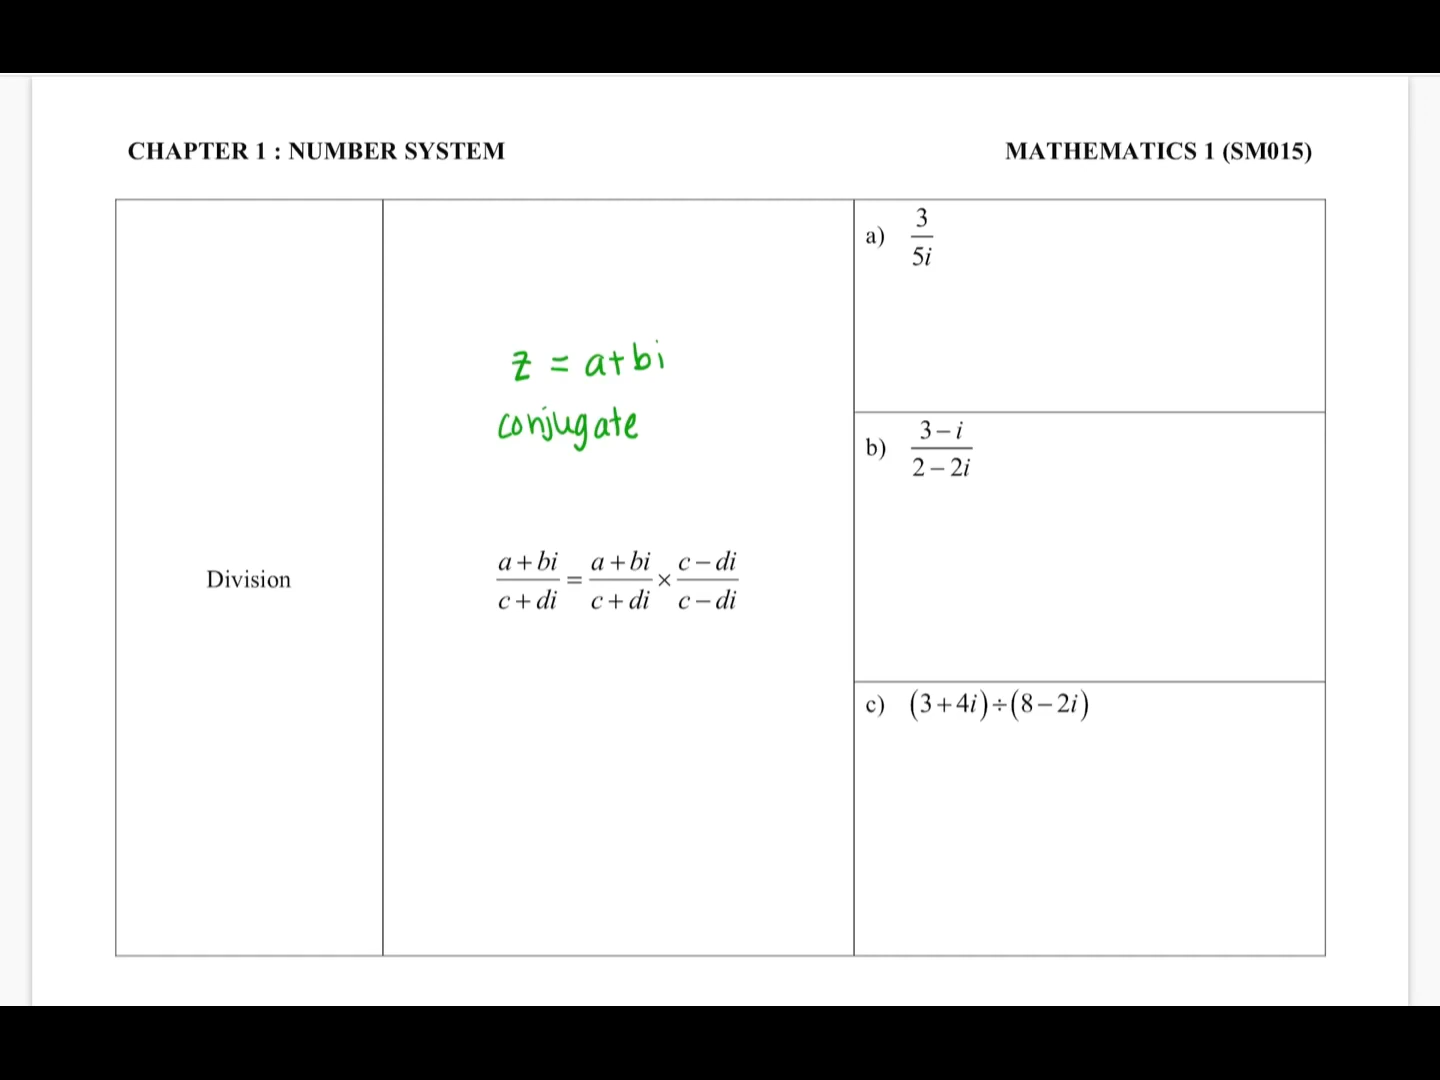 CHAPTER 1 : NUMBER SYSTEM
MATHEMATICS 1 (SM015)
Division
z = a+bi
conjugate
a + bi / c + di = a + bi / c + di × c − di / c − di
a) 3 / 5i
b) 3 − i / 2 − 2i
c) (3 + 4i) ÷ (8 − 2i)